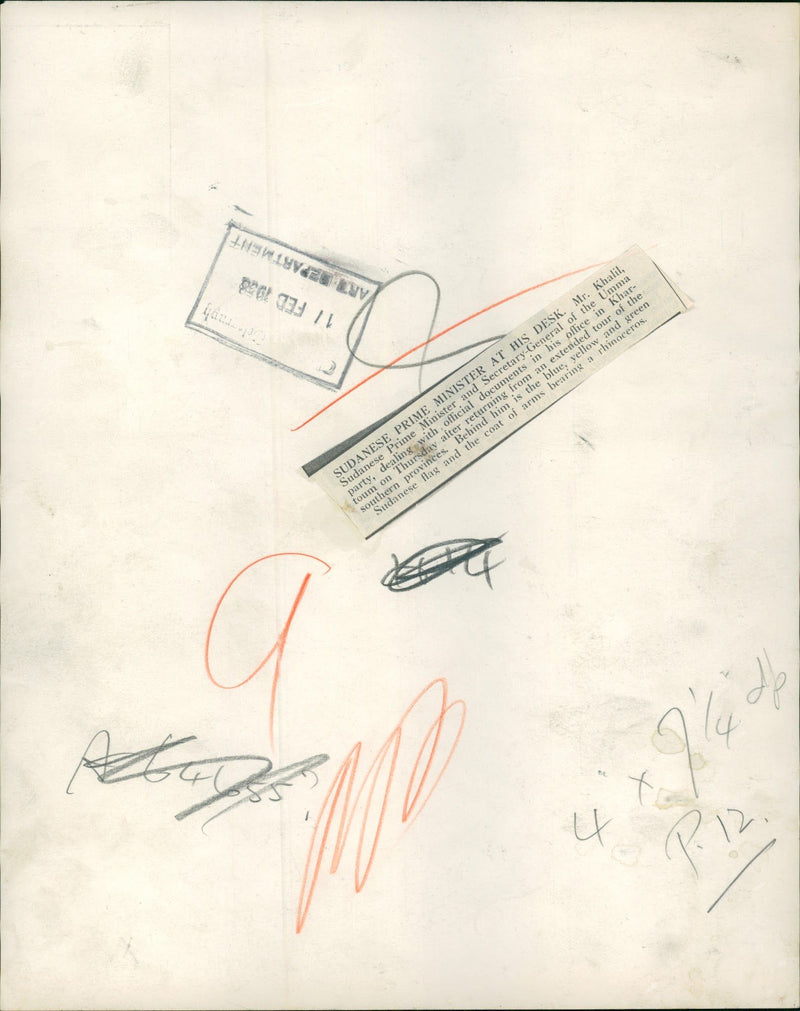 Telegraph
11 FEB 1958
ART DEPARTMENT
SUDANESE PRIME MINISTER AT HIS DESK. Mr. Khalil,
Sudanese Prime Minister and Secretary-General of the Umma
party, dealing with official documents in his office in Khar-
toum on Thursday after returning from an extended tour of the
southern provinces. Behind him is the blue, yellow and green
Sudanese flag and the coat of arms bearing a rhinoceros.
4" x 9 1/4"
P. 12.